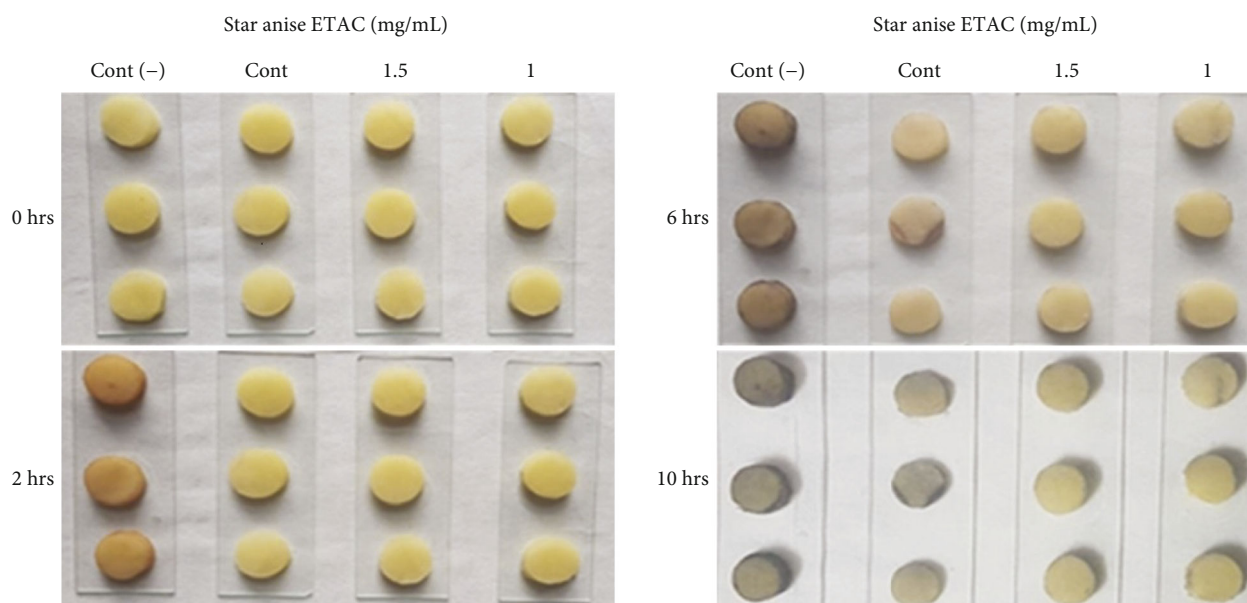 Star anise ETAC (mg/mL)
Cont (−) Cont 1.5 1
0 hrs
2 hrs
Star anise ETAC (mg/mL)
Cont (−) Cont 1.5 1
6 hrs
10 hrs